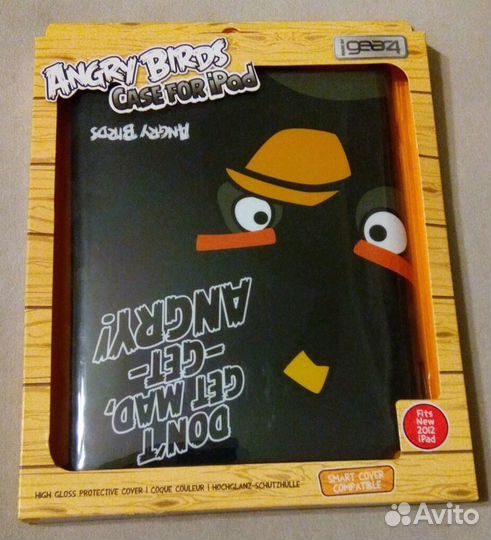 ANGRY BIRDS
CASE FOR iPad
gear4
ANGRY BIRDS
DON'T
GET MAD,
-GET-
ANGRY!
Fits
New
2012
iPad
SMART COVER
COMPATIBLE
HIGH GLOSS PROTECTIVE COVER | COQUE COULEUR | HOCHGLANZ-SCHUTZHÜLLE
Avito